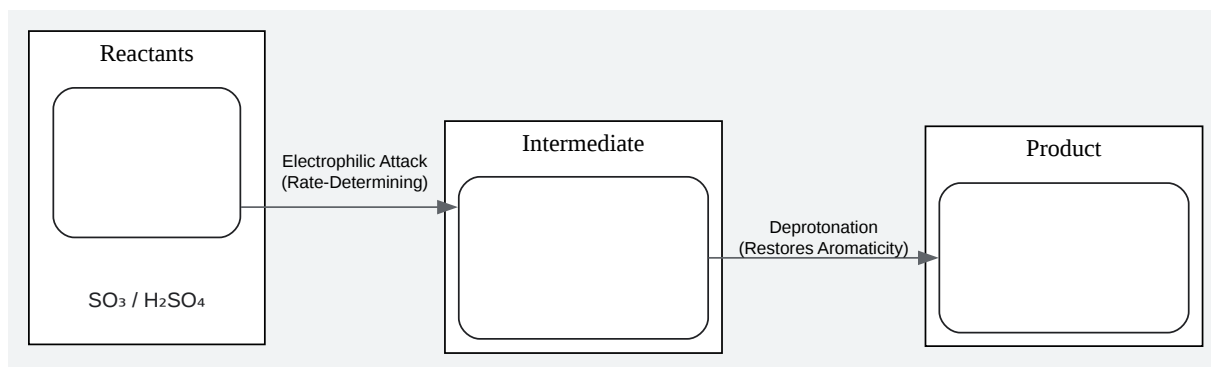 Reactants
SO₃ / H₂SO₄
Electrophilic Attack
(Rate-Determining)
Intermediate
Deprotonation
(Restores Aromaticity)
Product